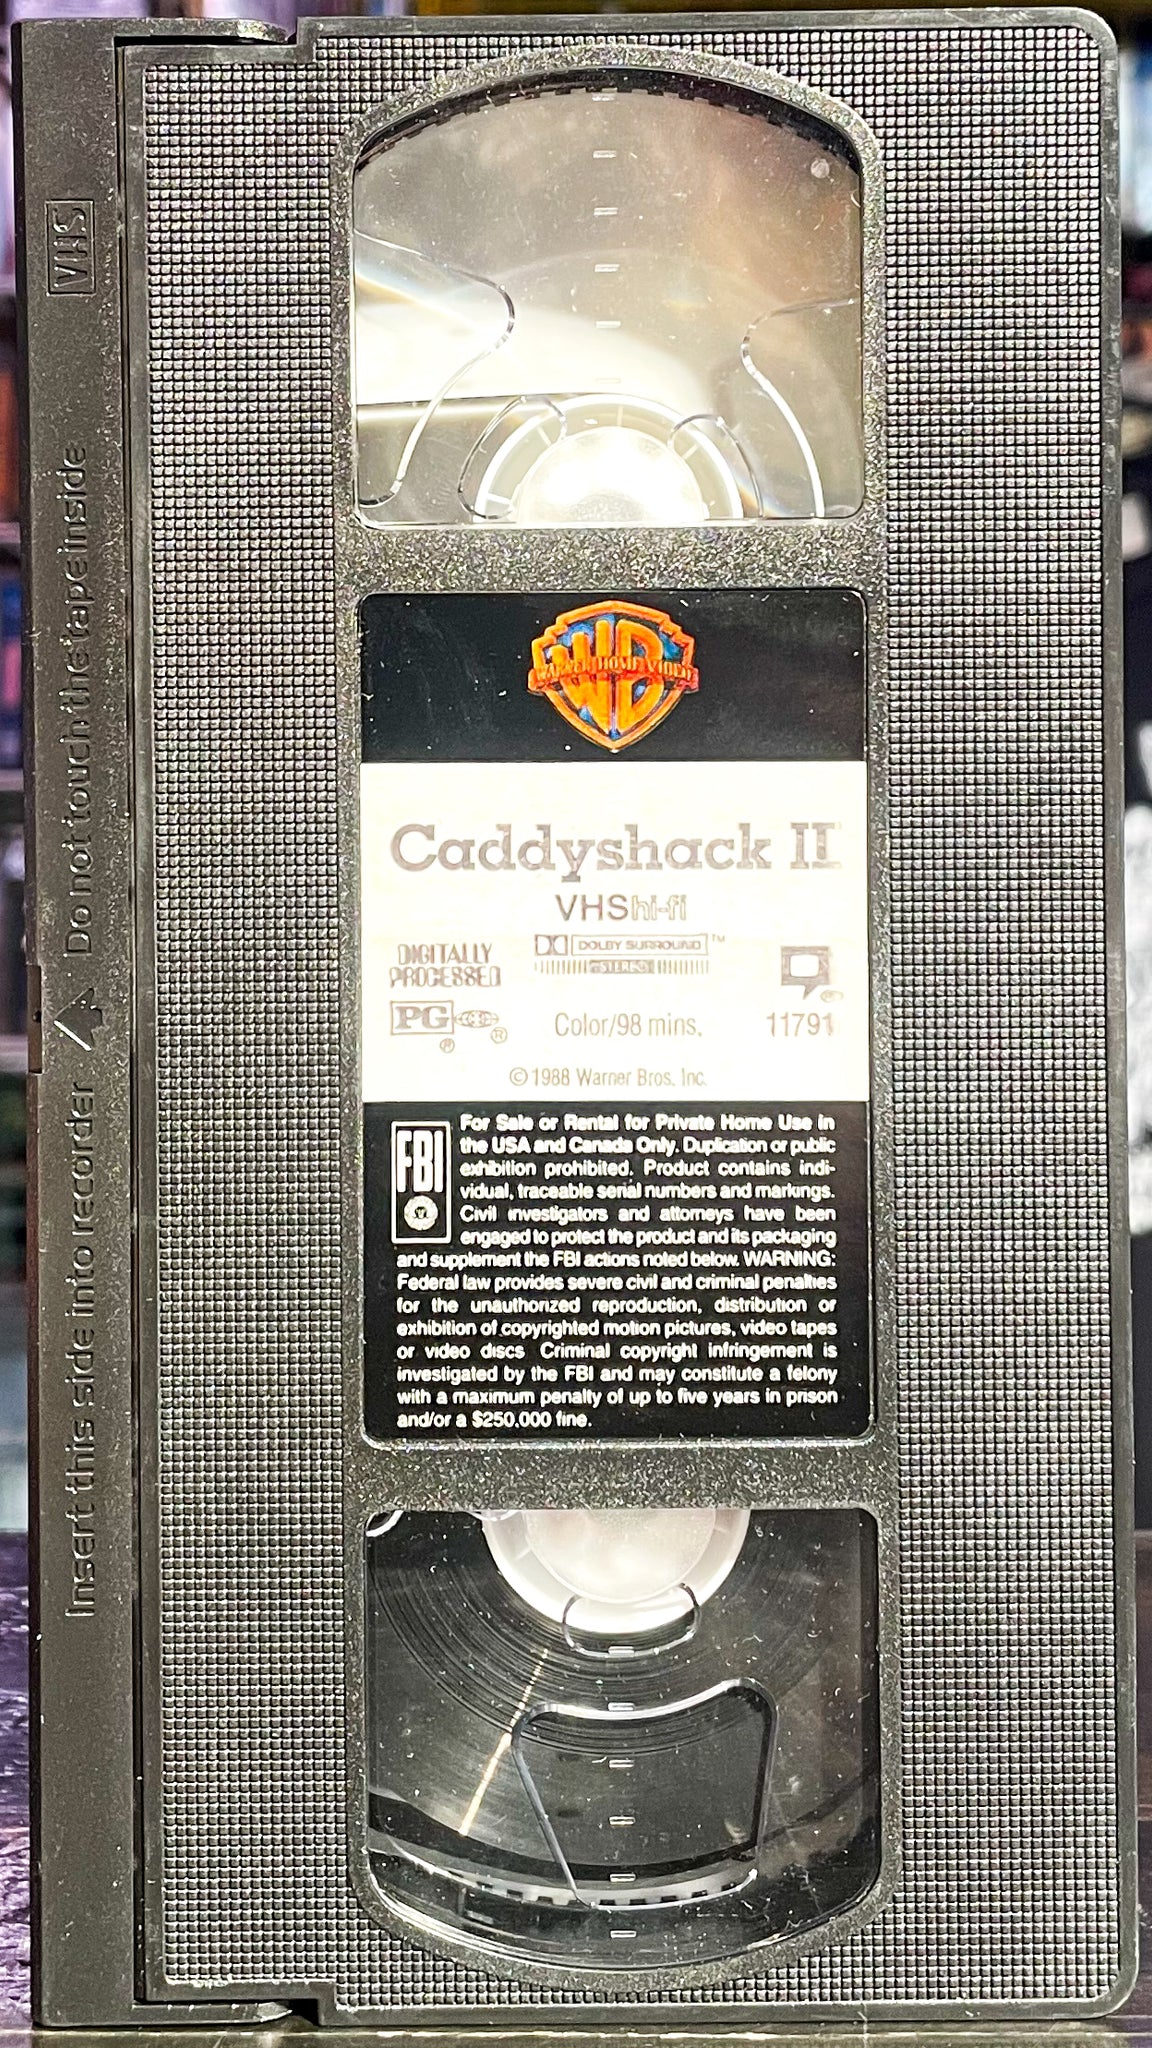 VHS
Insert this side into recorder Do not touch the tape inside
WB
WARNER HOME VIDEO
Caddyshack II
VHS hi-fi
DIGITALLY
PROCESSED
DOLBY SURROUND™
STEREO
PG ® ®
Color/98 mins.
11791
© 1988 Warner Bros. Inc.
FBI
For Sale or Rental for Private Home Use in
the USA and Canada Only. Duplication or public
exhibition prohibited. Product contains indi-
vidual, traceable serial numbers and markings.
Civil investigators and attorneys have been
engaged to protect the product and its packaging
and supplement the FBI actions noted below. WARNING:
Federal law provides severe civil and criminal penalties
for the unauthorized reproduction, distribution or
exhibition of copyrighted motion pictures, video tapes
or video discs Criminal copyright infringement is
investigated by the FBI and may constitute a felony
with a maximum penalty of up to five years in prison
and/or a $250,000 fine.